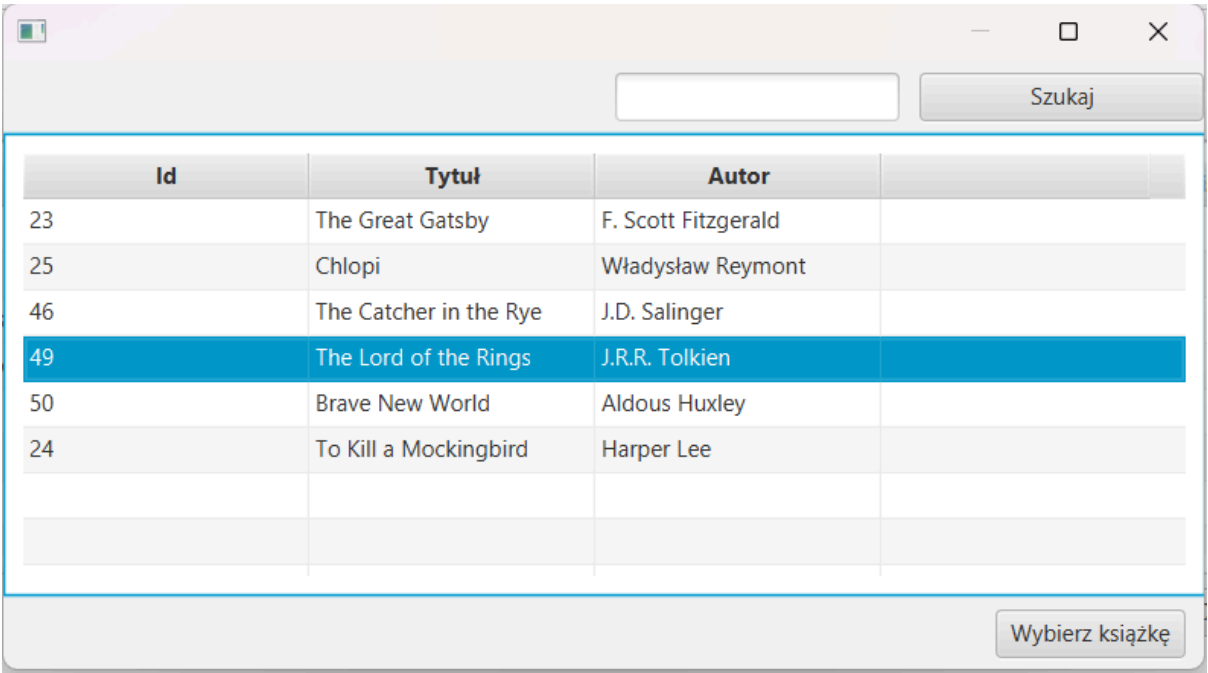 Szukaj
Id Tytuł Autor
23 The Great Gatsby F. Scott Fitzgerald
25 Chlopi Władysław Reymont
46 The Catcher in the Rye J.D. Salinger
49 The Lord of the Rings J.R.R. Tolkien
50 Brave New World Aldous Huxley
24 To Kill a Mockingbird Harper Lee
Wybierz książkę